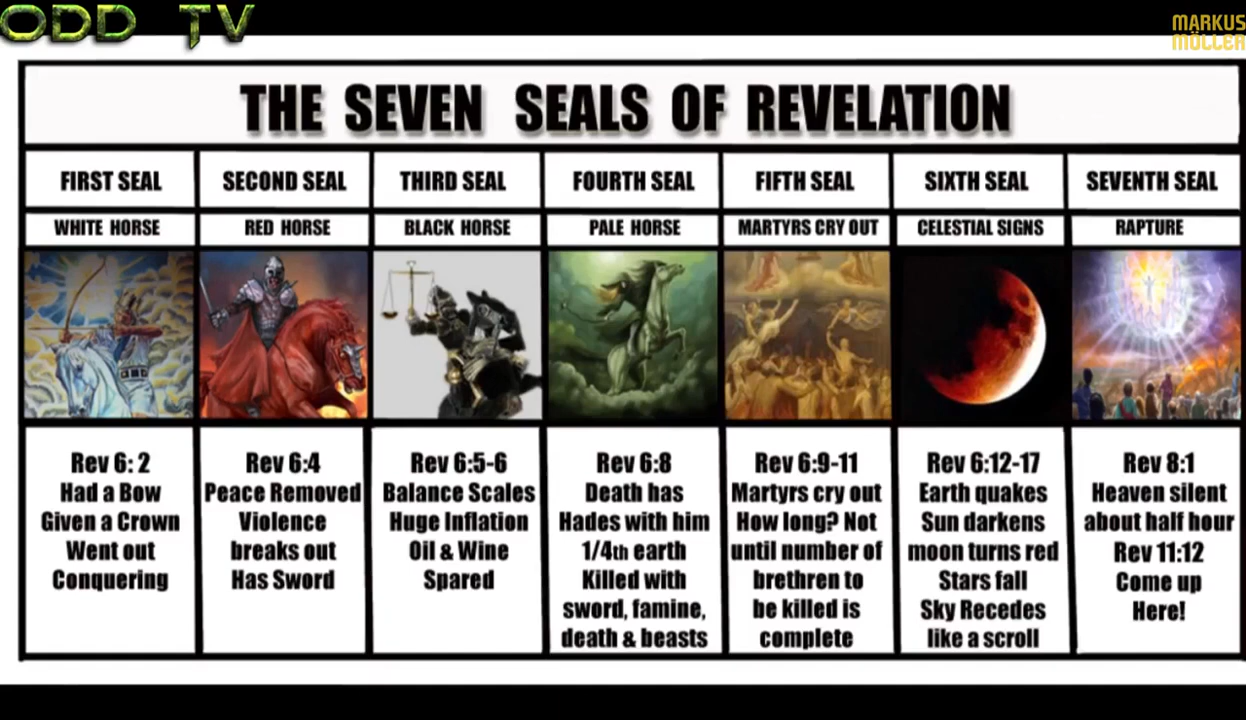 ODD TV
MARKUS
MÖLLER
THE SEVEN SEALS OF REVELATION
FIRST SEAL
SECOND SEAL
THIRD SEAL
FOURTH SEAL
FIFTH SEAL
SIXTH SEAL
SEVENTH SEAL
WHITE HORSE
RED HORSE
BLACK HORSE
PALE HORSE
MARTYRS CRY OUT
CELESTIAL SIGNS
RAPTURE
Rev 6: 2
Had a Bow
Given a Crown
Went out
Conquering
Rev 6:4
Peace Removed
Violence
breaks out
Has Sword
Rev 6:5-6
Balance Scales
Huge Inflation
Oil & Wine
Spared
Rev 6:8
Death has
Hades with him
1/4th earth
Killed with
sword, famine,
death & beasts
Rev 6:9-11
Martyrs cry out
How long? Not
until number of
brethren to
be killed is
complete
Rev 6:12-17
Earth quakes
Sun darkens
moon turns red
Stars fall
Sky Recedes
like a scroll
Rev 8:1
Heaven silent
about half hour
Rev 11:12
Come up
Here!